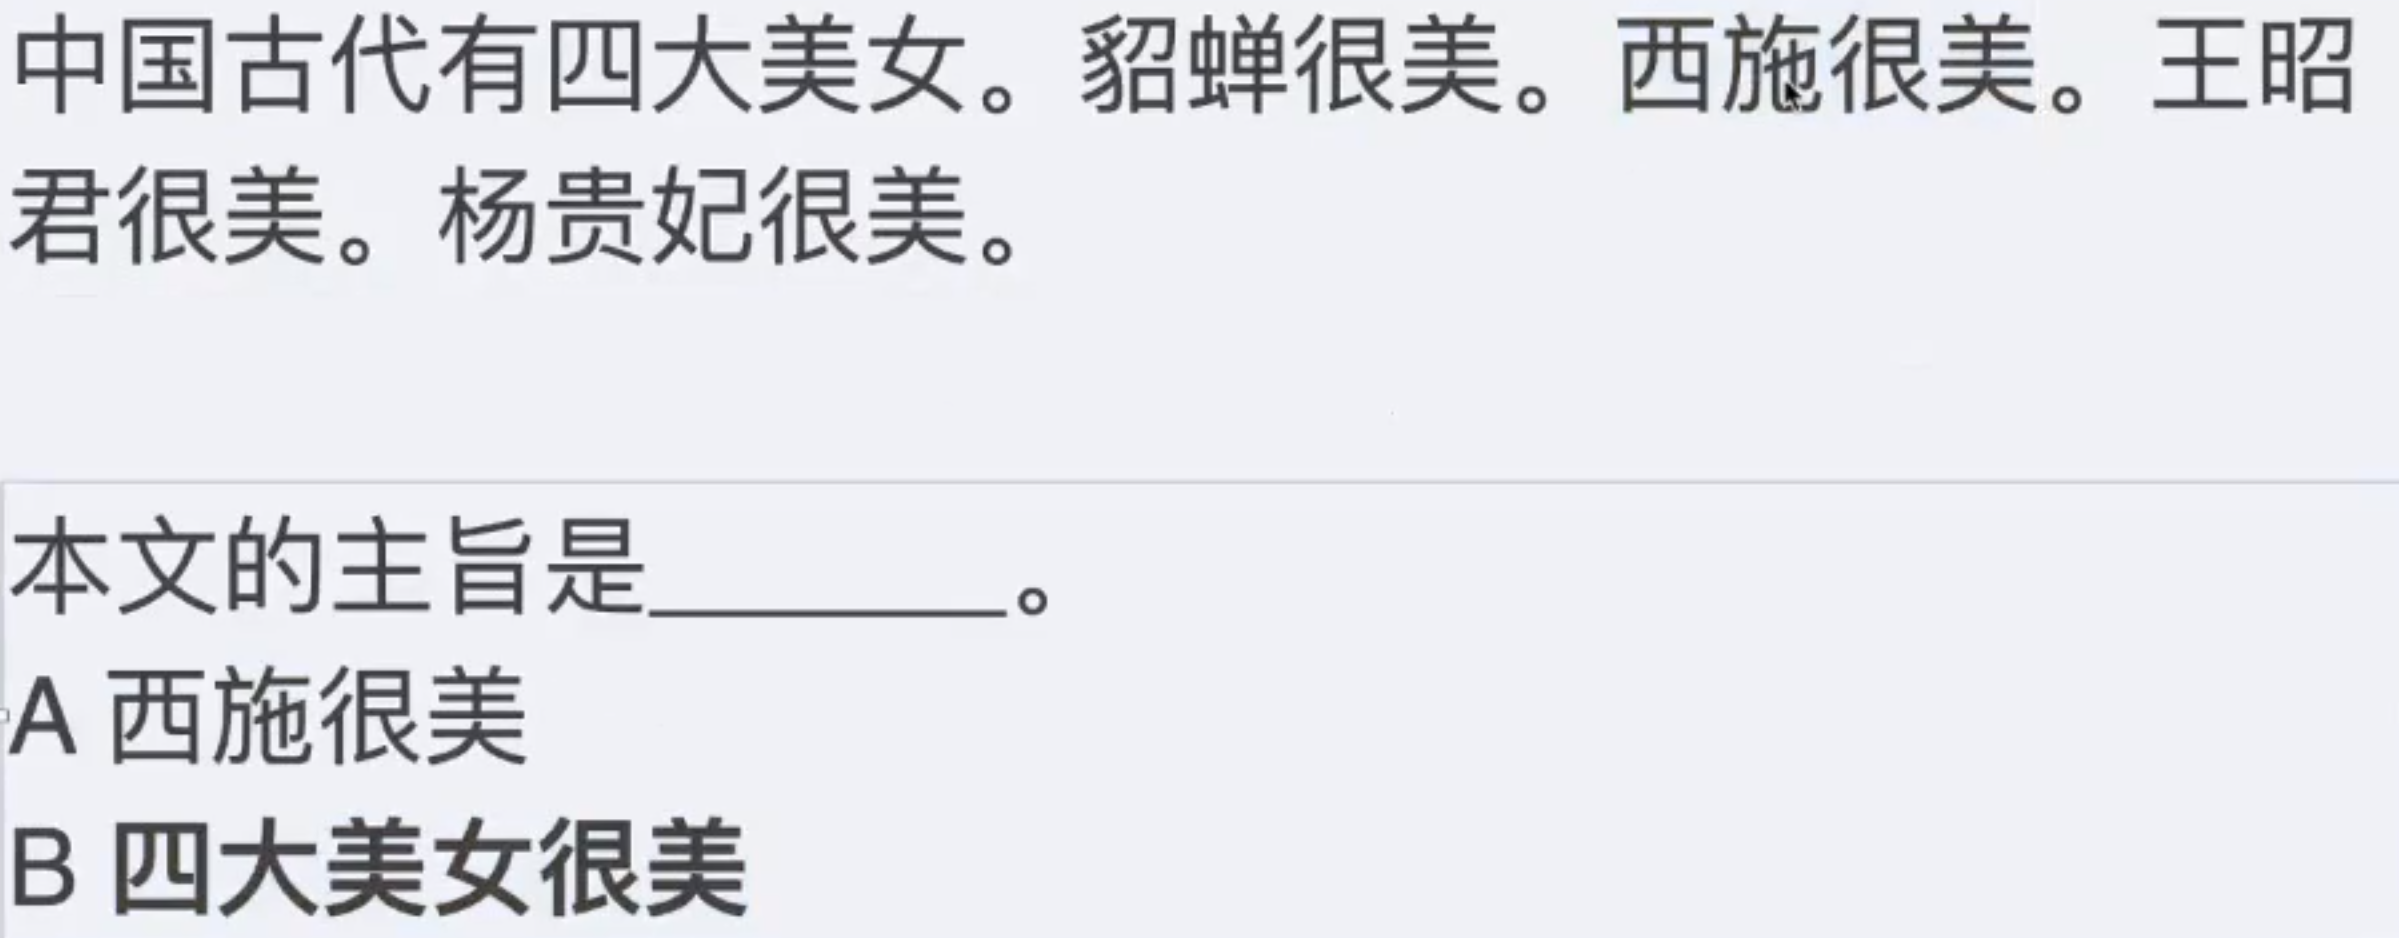 中国古代有四大美女。貂蝉很美。西施很美。王昭
君很美。杨贵妃很美。
本文的主旨是________。
A 西施很美
B 四大美女很美